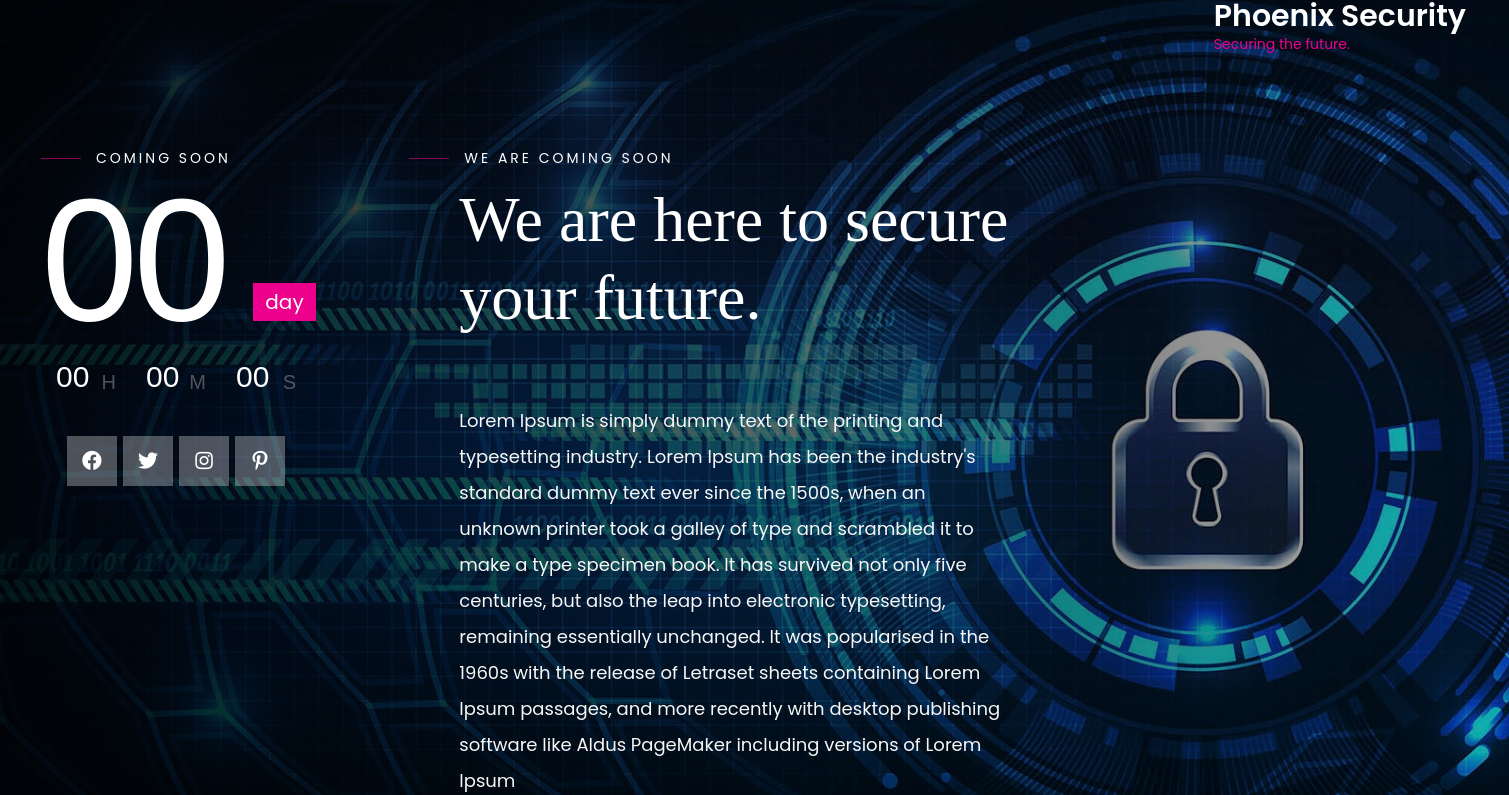 Phoenix Security
Securing the future.
COMING SOON
00
day
00 H 00 M 00 S
WE ARE COMING SOON
We are here to secure
your future.
Lorem Ipsum is simply dummy text of the printing and
typesetting industry. Lorem Ipsum has been the industry's
standard dummy text ever since the 1500s, when an
unknown printer took a galley of type and scrambled it to
make a type specimen book. It has survived not only five
centuries, but also the leap into electronic typesetting,
remaining essentially unchanged. It was popularised in the
1960s with the release of Letraset sheets containing Lorem
Ipsum passages, and more recently with desktop publishing
software like Aldus PageMaker including versions of Lorem
Ipsum